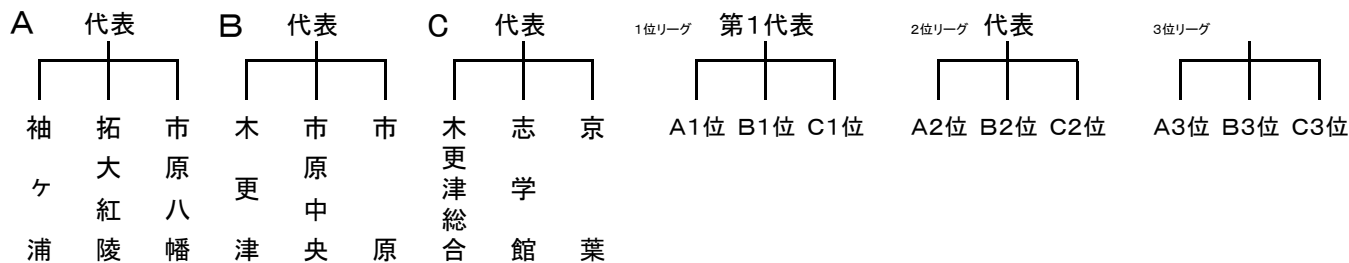 A 代表 B 代表 C 代表 1位リーグ 第1代表 2位リーグ 代表 3位リーグ
袖ヶ浦 拓大紅陵 市原八幡 木更津 市原中央 市原 木更津総合 志学館 京葉 A1位 B1位 C1位 A2位 B2位 C2位 A3位 B3位 C3位